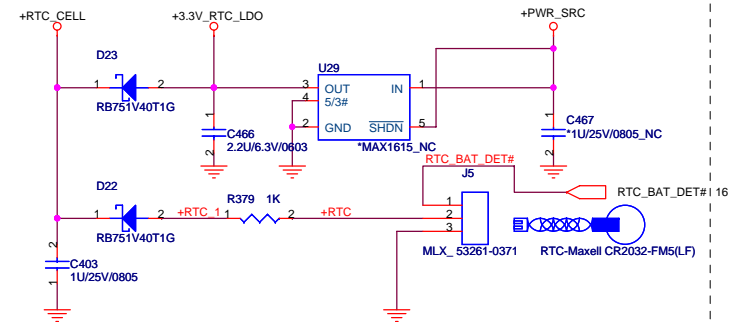 +RTC_CELL
+3.3V_RTC_LDO
+PWR_SRC
D23
U29
1
2
3
OUT
IN
1
4
5/3#
RB751V40T1G
1
2
GND
SHDN
5
1
C466
C467
2
2.2U/6.3V/0603
*MAX1615_NC
2
*1U/25V/0805_NC
RTC_BAT_DET#
D22
J5
R379
1K
1
RTC_BAT_DET#
16
1
2
+RTC_1
1
2
+RTC
2
3
RB751V40T1G
2
C403
MLX_ 53261-0371
RTC-Maxell CR2032-FM5(LF)
1
1U/25V/0805